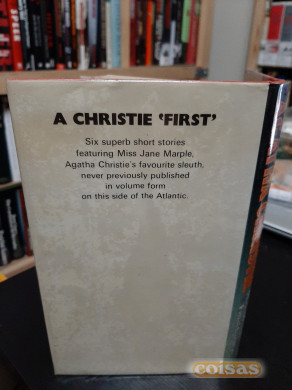 A CHRISTIE 'FIRST'
Six superb short stories
featuring Miss Jane Marple,
Agatha Christie's favourite sleuth,
never previously published
in volume form
on this side of the Atlantic.
coisas